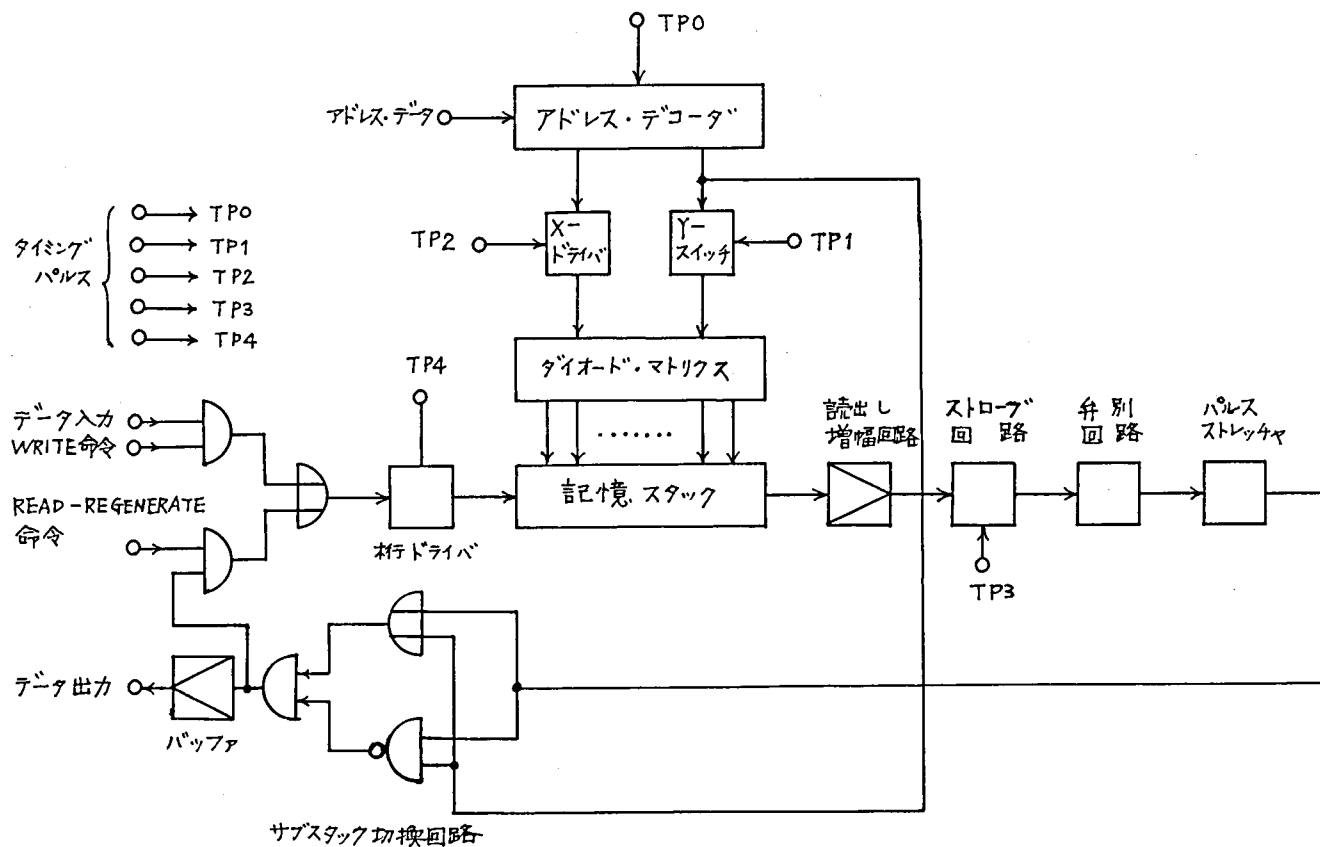 TP0
アドレス・データ
アドレス・デコーダ
タイミング
パルス
TP0
TP1
TP2
TP3
TP4
TP2
X-
ドライバ
Y-
スイッチ
TP1
ダイオード・マトリクス
TP4
データ入力
WRITE命令
READ-REGENERATE
命令
桁ドライバ
.......
記憶スタック
読出し
増幅回路
ストローブ
回路
弁別
回路
パルス
ストレッチャ
TP3
データ出力
バッファ
サブスタック切換回路